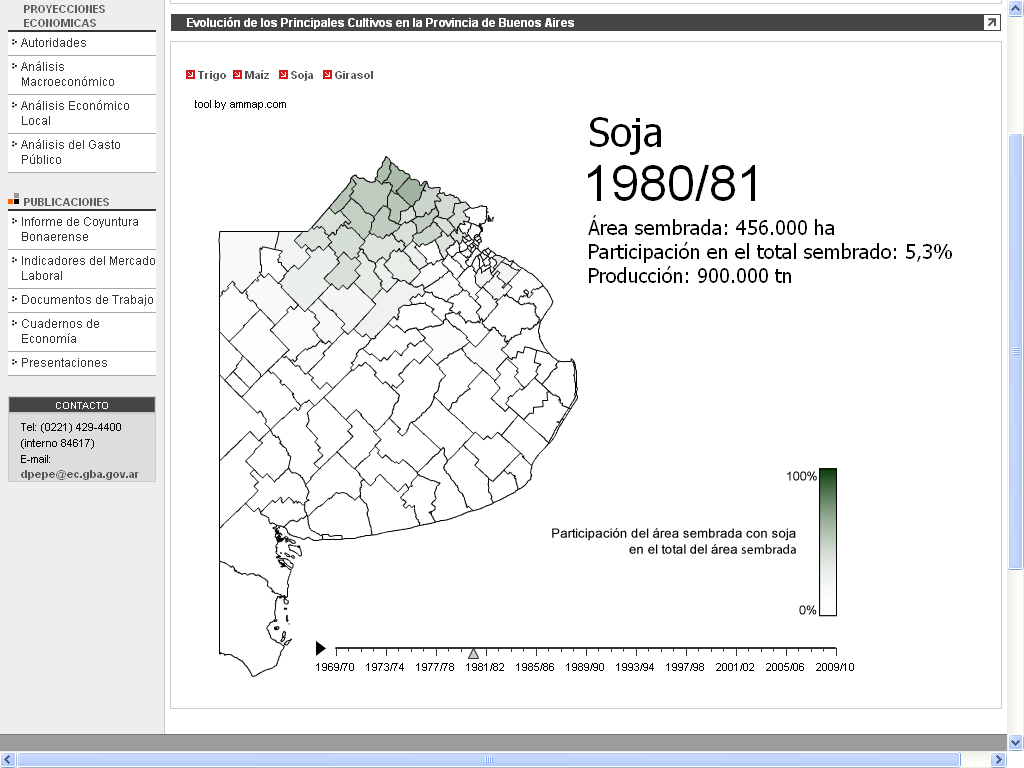 PROYECCIONES
ECONOMICAS
Autoridades
Análisis
Macroeconómico
Análisis Económico
Local
Análisis del Gasto
Público
PUBLICACIONES
Informe de Coyuntura
Bonaerense
Indicadores del Mercado
Laboral
Documentos de Trabajo
Cuadernos de
Economía
Presentaciones
CONTACTO
Tel: (0221) 429-4400
(interno 84617)
E-mail:
dpepe@ec.gba.gov.ar
Evolución de los Principales Cultivos en la Provincia de Buenos Aires
Trigo Maíz Soja Girasol
tool by ammap.com
Soja
1980/81
Área sembrada: 456.000 ha
Participación en el total sembrado: 5,3%
Producción: 900.000 tn
100%
Participación del área sembrada con soja
en el total del área sembrada
0%
1969/70 1973/74 1977/78 1981/82 1985/86 1989/90 1993/94 1997/98 2001/02 2005/06 2009/10